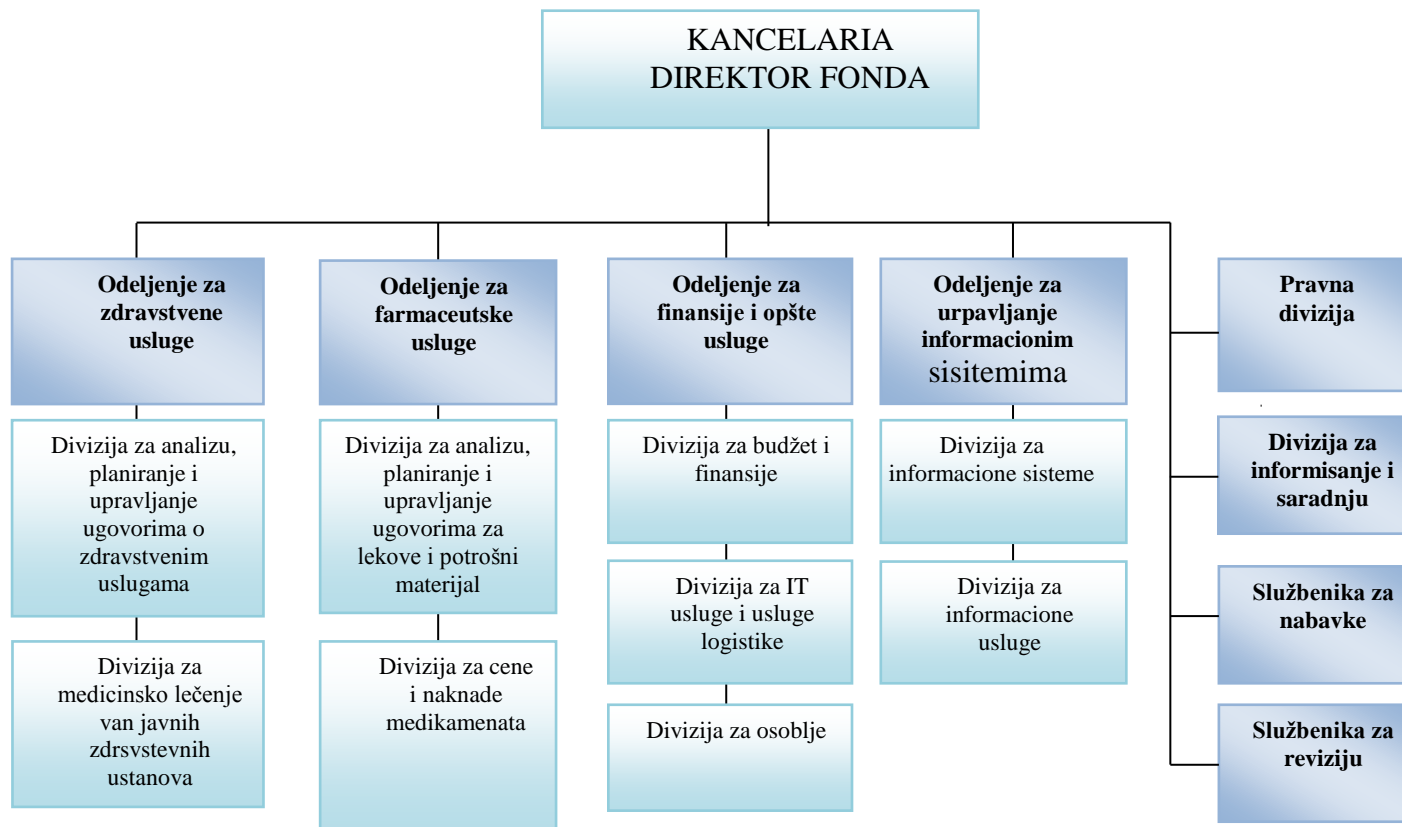 KANCELARIA
DIREKTOR FONDA
Odeljenje za
zdravstvene
usluge
Odeljenje za
farmaceutske
usluge
Odeljenje za
finansije i opšte
usluge
Odeljenje za
urpavljanje
informacionim
sisitemima
Pravna
divizija
Divizija za analizu,
planiranje i
upravljanje
ugovorima o
zdravstvenim
uslugama
Divizija za analizu,
planiranje i
upravljanje
ugovorima za
lekove i potrošni
materijal
Divizija za budžet i
finansije
Divizija za
informacione sisteme
Divizija za
informisanje i
saradnju
Divizija za IT
usluge i usluge
logistike
Divizija za
informacione
usluge
Službenika za
nabavke
Divizija za
medicinsko lečenje
van javnih
zdrsvstevnih
ustanova
Divizija za cene
i naknade
medikamenata
Divizija za osoblje
Službenika za
reviziju